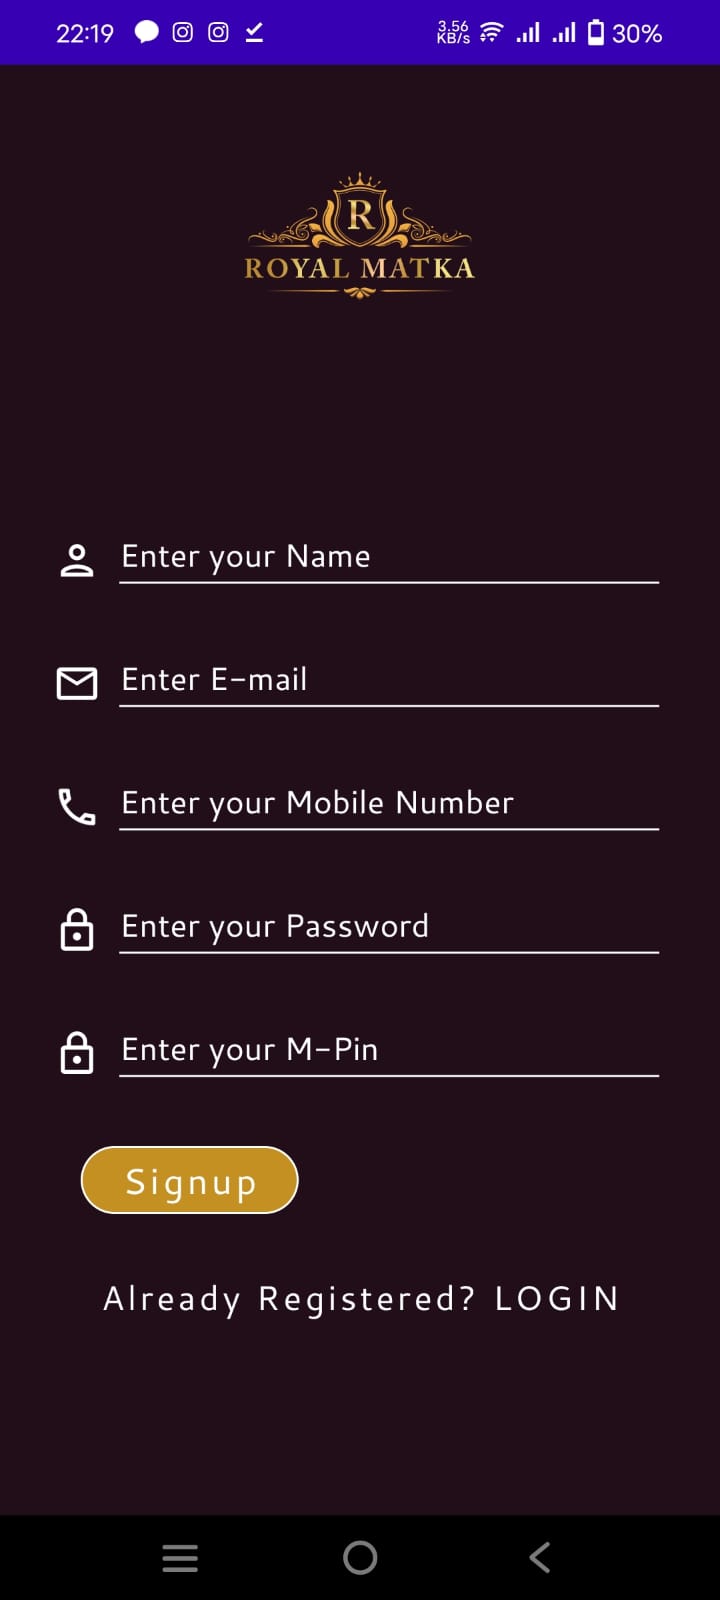 22:19
3.56
KB/s
30%
R
ROYAL MATKA
Enter your Name
Enter E-mail
Enter your Mobile Number
Enter your Password
Enter your M-Pin
Signup
Already Registered? LOGIN